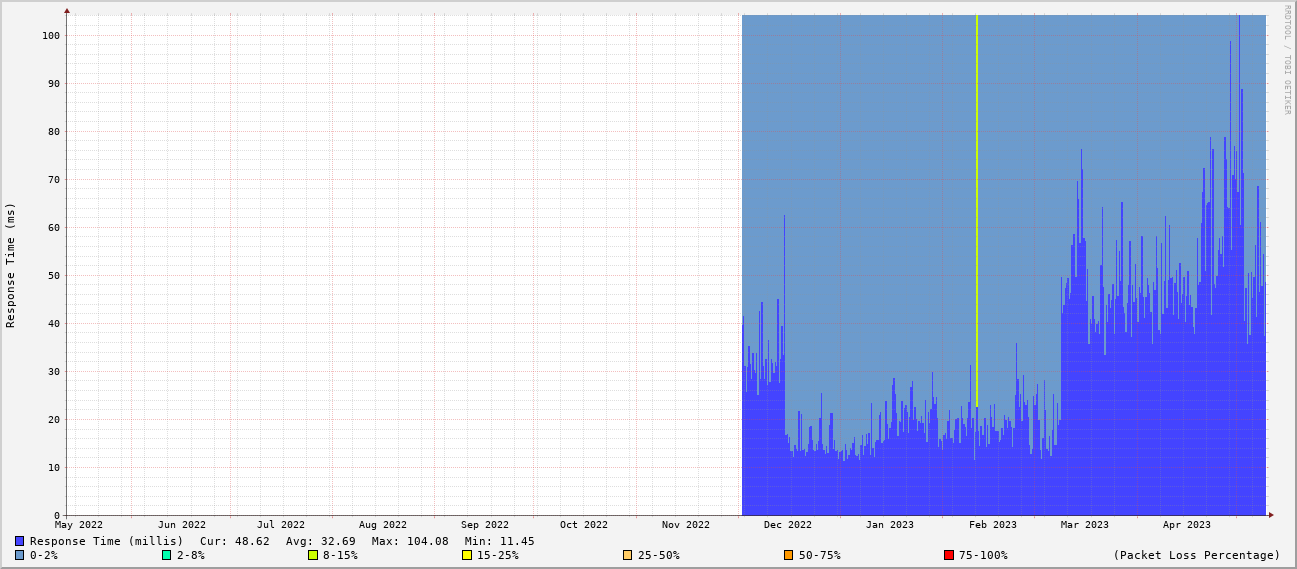 RRDTOOL / TOBI OETIKER
Response Time (ms)
100
90
80
70
60
50
40
30
20
10
0
May 2022 Jun 2022 Jul 2022 Aug 2022 Sep 2022 Oct 2022 Nov 2022 Dec 2022 Jan 2023 Feb 2023 Mar 2023 Apr 2023
Response Time (millis) Cur: 48.62 Avg: 32.69 Max: 104.08 Min: 11.45
0-2% 2-8% 8-15% 15-25% 25-50% 50-75% 75-100% (Packet Loss Percentage)